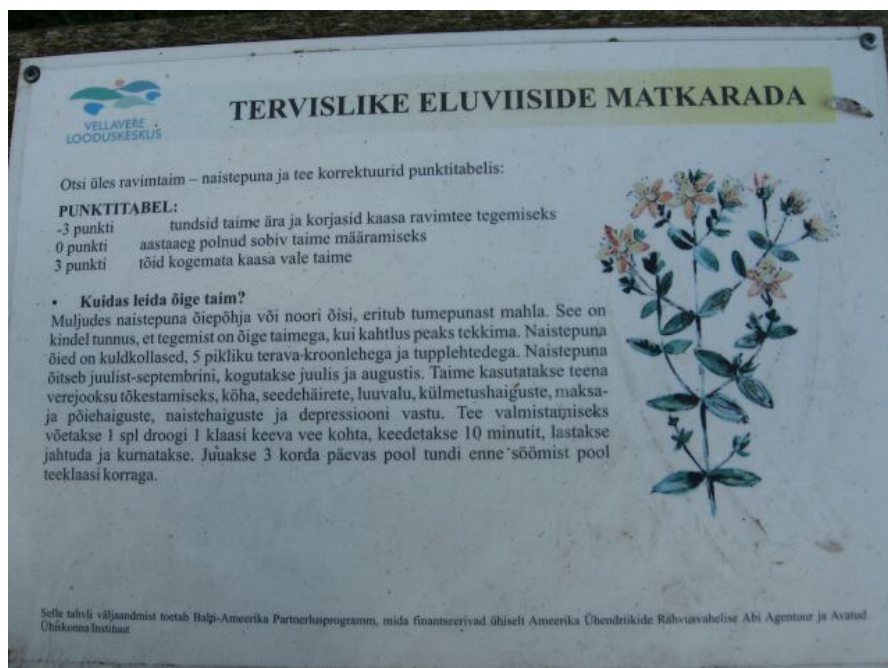 VELLAVERE
LOODUSKESKUS
TERVISLIKE ELUVIISIDE MATKARADA
Otsi üles ravimtaim – naistepuna ja tee korrektuurid punktitabelis:
PUNKTITABEL:
-3 punkti tundsid taime ära ja korjasid kaasa ravimtee tegemiseks
0 punkti aastaaeg polnud sobiv taime määramiseks
3 punkti tõid kogemata kaasa vale taime
• Kuidas leida õige taim?
Muljudes naistepuna õiepõhja või noori õisi, eritub tumepunast mahla. See on
kindel tunnus, et tegemist on õige taimega, kui kahtlus peaks tekkima. Naistepuna
õied on kuldkollased, 5 pikliku terava-kroonlehega ja tupplehtedega. Naistepuna
õitseb juulist-septembrini, kogutakse juulis ja augustis. Taime kasutatakse teena
verejooksu tõkestamiseks, köha, seedehäirete, luuvalu, külmetushaiguste, maksa-
ja põiehaiguste, naistehaiguste ja depressiooni vastu. Tee valmistamiseks
võetakse 1 spl droogi 1 klaasi keeva vee kohta, keedetakse 10 minutit, lastakse
jahtuda ja kurnatakse. Juuakse 3 korda päevas pool tundi enne söömist pool
teeklaasi korraga.
Selle tahvli väljaandmist toetab Balti-Ameerika Partnerlusprogramm, mida finantseerivad ühiselt Ameerika Ühendriikide Rahvusvahelise Abi Agentuur ja Avatud
Ühiskonna Instituut